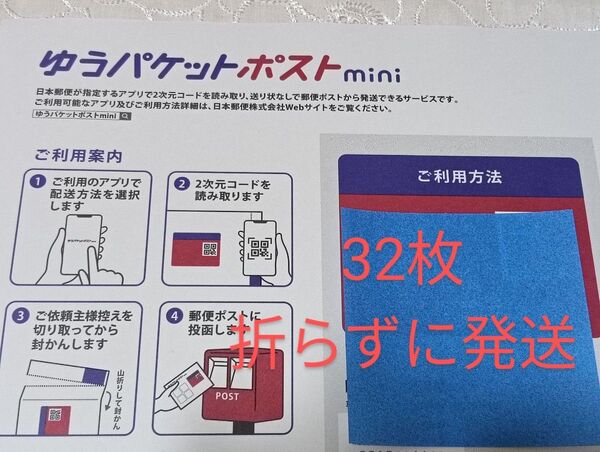 ゆうパケットポストmini
日本郵便が指定するアプリで2次元コードを読み取り、送り状なしで郵便ポストから発送できるサービスです。
ご利用可能なアプリ及びご利用方法詳細は、日本郵便株式会社Webサイトをご覧ください。
ゆうパケットポストmini
ご利用案内
1 ご利用のアプリで
配送方法を選択
します
2 2次元コードを
読み取ります
3 ご依頼主様控えを
切り取ってから
封かんします
山折りして封かん
4 郵便ポストに
投函します
POST
ご利用方法
32枚
折らずに発送